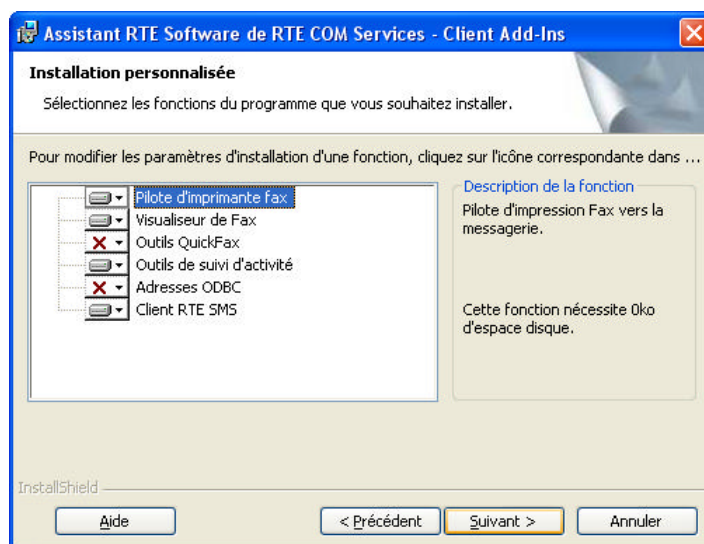 Assistant RTE Software de RTE COM Services - Client Add-Ins
Installation personnalisée
Sélectionnez les fonctions du programme que vous souhaitez installer.
Pour modifier les paramètres d'installation d'une fonction, cliquez sur l'icône correspondante dans ...
Pilote d'imprimante fax
Visualiseur de Fax
Outils QuickFax
Outils de suivi d'activité
Adresses ODBC
Client RTE SMS
Description de la fonction
Pilote d'impression Fax vers la
messagerie.
Cette fonction nécessite 0ko
d'espace disque.
InstallShield
Aide
< Précédent
Suivant >
Annuler